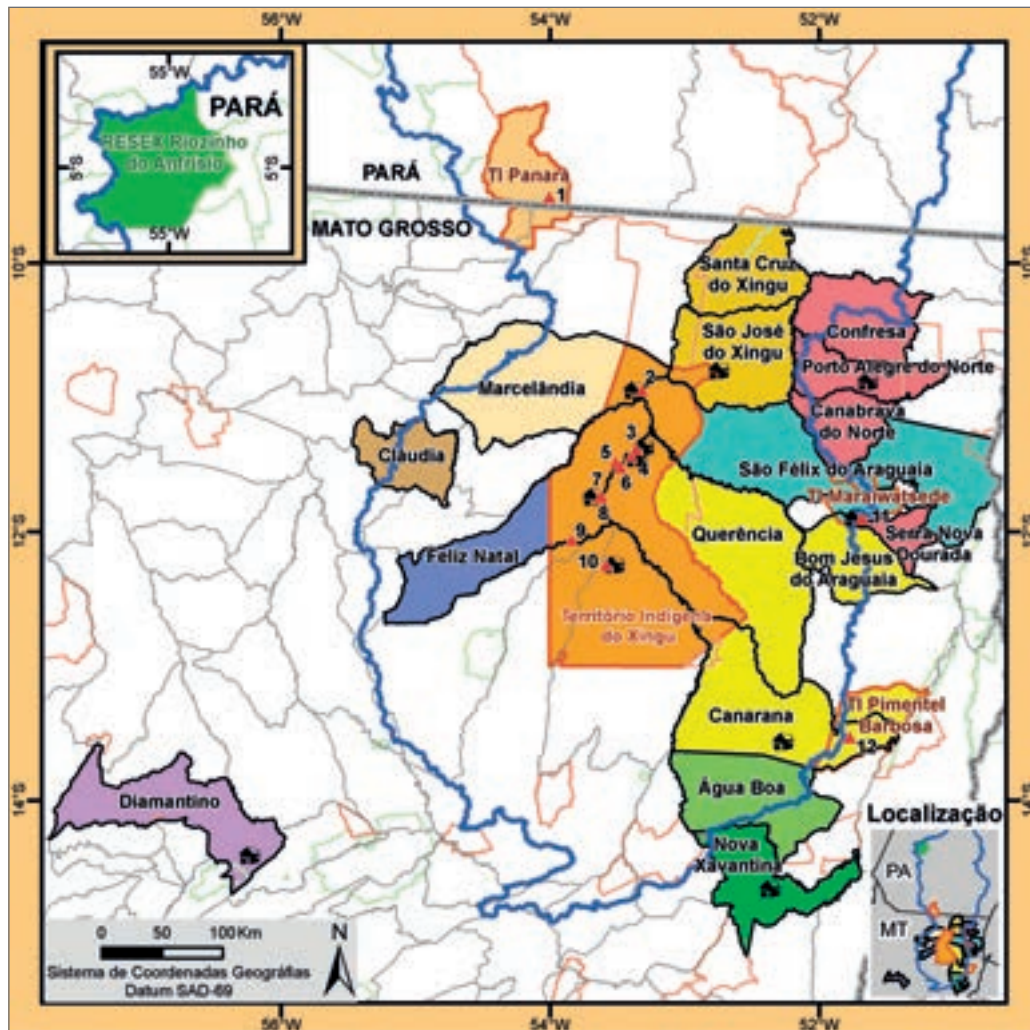 56°W 54°W 52°W
55°W
PARÁ
RESEX Riozinho
do Anfrísio
5°S 5°S
55°W
PARÁ
TI Panará
1
MATO GROSSO
10°S 10°S
Santa Cruz
do Xingu
São José
do Xingu
Confresa
Porto Alegre do Norte
Marcelândia
2
Canabrava
do Norte
Cláudia
3
4
5
6
São Félix do Araguaia
TI Maraiwatsede
7
8
11
12°S 12°S
9
Querência
Serra Nova
Dourada
Feliz Natal
10
Bom Jesus
do Araguaia
Território Indígena
do Xingu
TI Pimentel
Barbosa
Canarana
12
Diamantino
Água Boa
14°S 14°S
Localização
Nova
Xavantina
PA
MT
0 50 100 Km
N
Sistema de Coordenadas Geográfias
Datum SAD-69
56°W 54°W 52°W